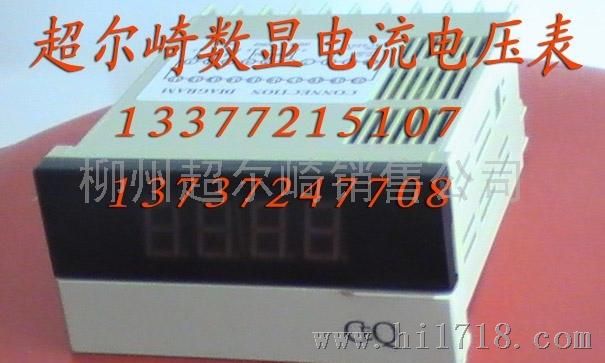 超尔崎数显电流电压表
CONNECTION DIAGRAM
13377215107
柳州超尔崎销售公司
13737247708
8888
CQ
www.hi1718.com